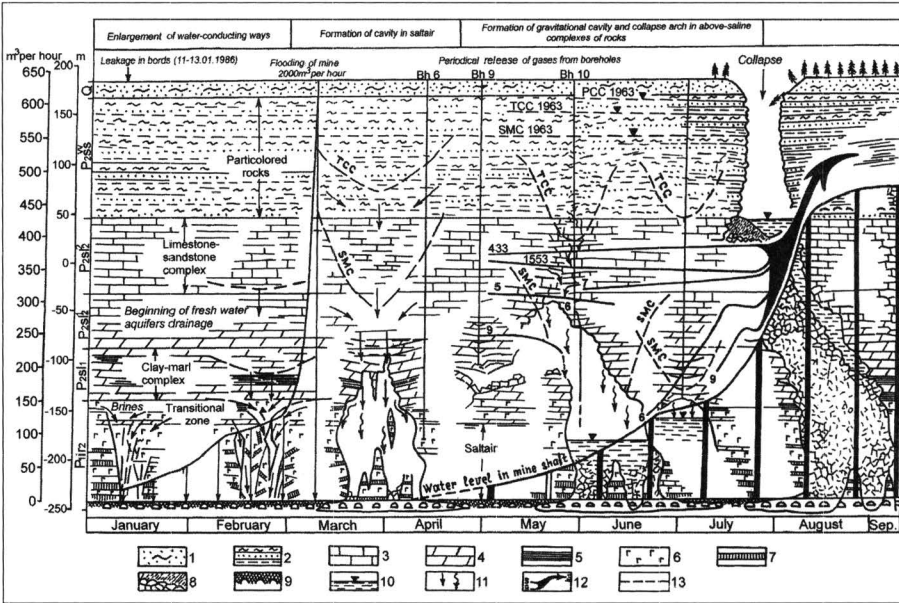 Enlargement of water-conducting ways
Formation of cavity in saltair
Formation of gravitational cavity and collapse arch in above-saline
complexes of rocks
m³ per hour
m
Leakage in bords (11-13.01.1986)
Flooding of mine
2000m³ per hour
Periodical release of gases from boreholes
Collapse
Bh 6
Bh 9
Bh 10
650
600
550
500
450
400
350
300
250
200
150
100
50
0
200
150
100
50
0
-50
-100
-150
-200
-250
Q
PCC 1963
TCC 1963
SMC 1963
Particolored
rocks
TCC
TCC
TCC
Limestone-
sandstone
complex
SMC
SMC
SMC
SMC
433
1553
5
7
6
9
9
6
Beginning of fresh water
aquifers drainage
Clay-marl
complex
Brines
Transitional
zone
Saltair
Water level in mine shaft
January
February
March
April
May
June
July
August
Sep.
1
2
3
4
5
6
7
8
9
10
11
12
13